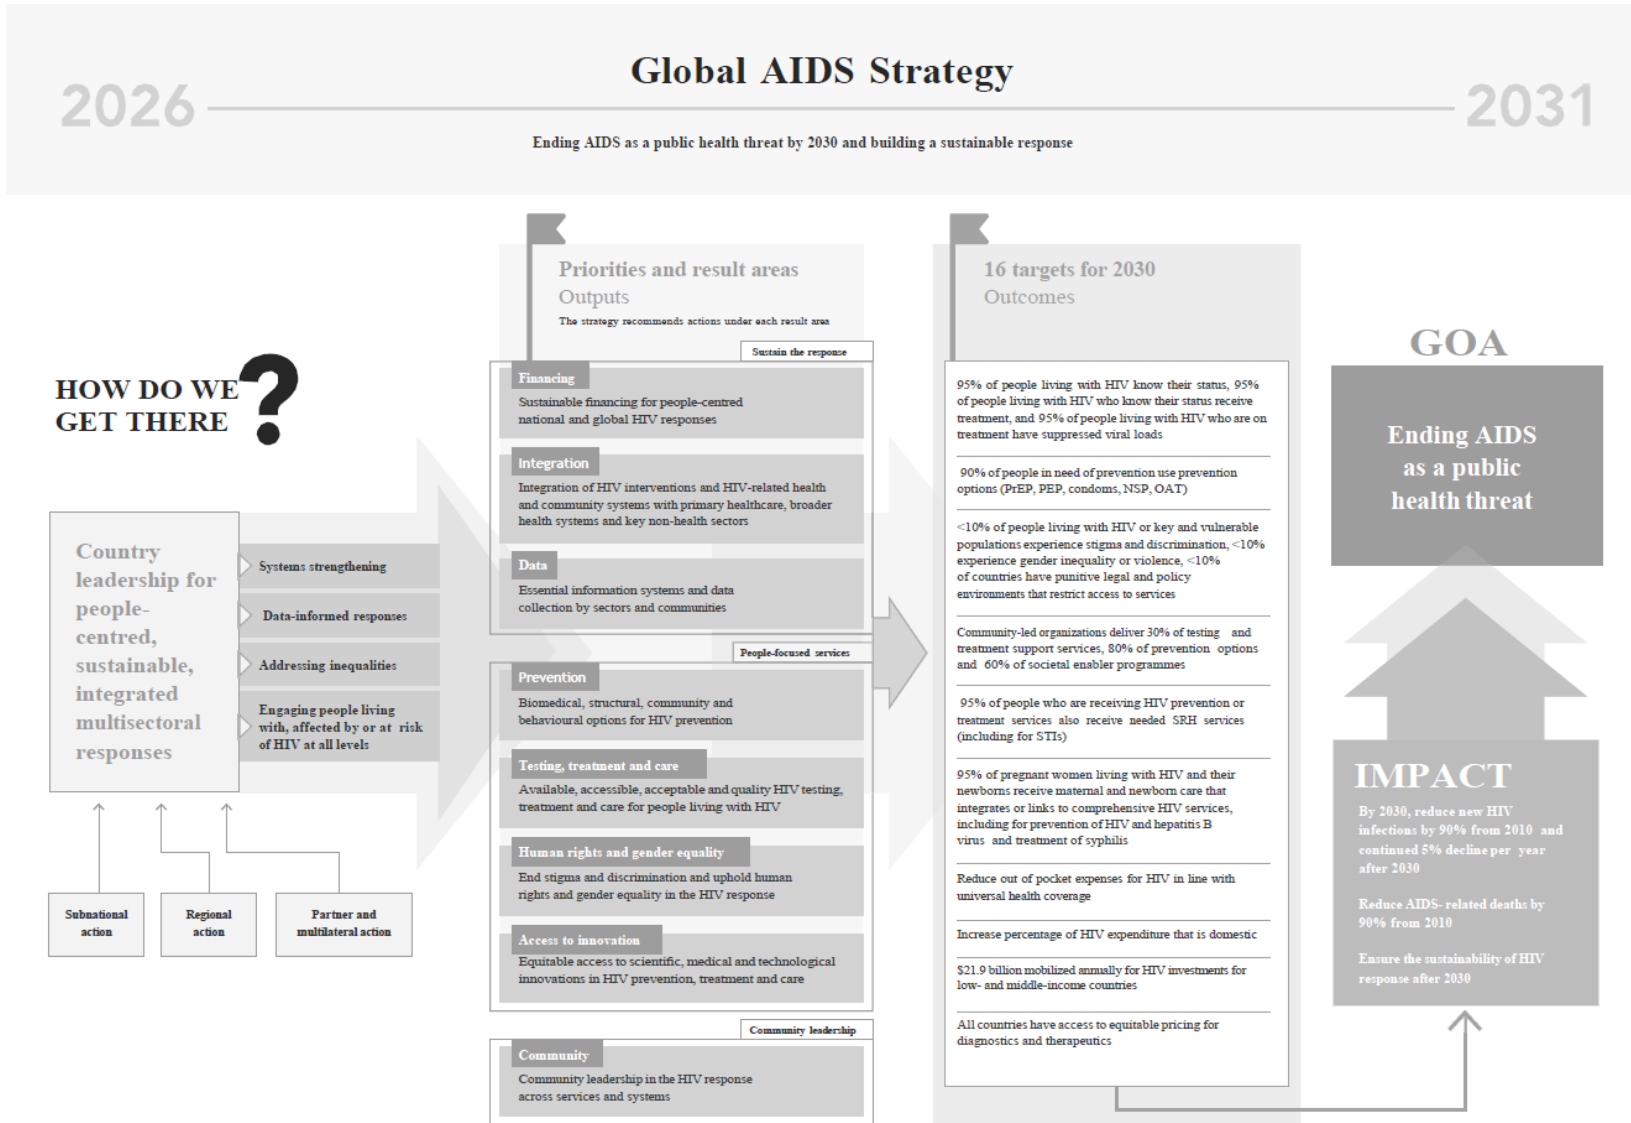 Global AIDS Strategy
2026
2031
Ending AIDS as a public health threat by 2030 and building a sustainable response
HOW DO WE
GET THERE
?
Country
leadership for
people-
centred,
sustainable,
integrated
multisectoral
responses
Systems strengthening
Data-informed responses
Addressing inequalities
Engaging people living
with, affected by or at risk
of HIV at all levels
Subnational
action
Regional
action
Partner and
multilateral action
Priorities and result areas
Outputs
The strategy recommends actions under each result area
Sustain the response
Financing
Sustainable financing for people-centred
national and global HIV responses
Integration
Integration of HIV interventions and HIV-related health
and community systems with primary healthcare, broader
health systems and key non-health sectors
Data
Essential information systems and data
collection by sectors and communities
People-focused services
Prevention
Biomedical, structural, community and
behavioural options for HIV prevention
Testing, treatment and care
Available, accessible, acceptable and quality HIV testing,
treatment and care for people living with HIV
Human rights and gender equality
End stigma and discrimination and uphold human
rights and gender equality in the HIV response
Access to innovation
Equitable access to scientific, medical and technological
innovations in HIV prevention, treatment and care
Community leadership
Community
Community leadership in the HIV response
across services and systems
16 targets for 2030
Outcomes
95% of people living with HIV know their status, 95%
of people living with HIV who know their status receive
treatment, and 95% of people living with HIV who are on
treatment have suppressed viral loads
90% of people in need of prevention use prevention
options (PrEP, PEP, condoms, NSP, OAT)
<10% of people living with HIV or key and vulnerable
populations experience stigma and discrimination, <10%
experience gender inequality or violence, <10%
of countries have punitive legal and policy
environments that restrict access to services
Community-led organizations deliver 30% of testing and
treatment support services, 80% of prevention options
and 60% of societal enabler programmes
95% of people who are receiving HIV prevention or
treatment services also receive needed SRH services
(including for STIs)
95% of pregnant women living with HIV and their
newborns receive maternal and newborn care that
integrates or links to comprehensive HIV services,
including for prevention of HIV and hepatitis B
virus and treatment of syphilis
Reduce out of pocket expenses for HIV in line with
universal health coverage
Increase percentage of HIV expenditure that is domestic
$21.9 billion mobilized annually for HIV investments for
low- and middle-income countries
All countries have access to equitable pricing for
diagnostics and therapeutics
GOA
Ending AIDS
as a public
health threat
IMPACT
By 2030, reduce new HIV
infections by 90% from 2010 and
continued 5% decline per year
after 2030
Reduce AIDS- related deaths by
90% from 2010
Ensure the sustainability of HIV
response after 2030